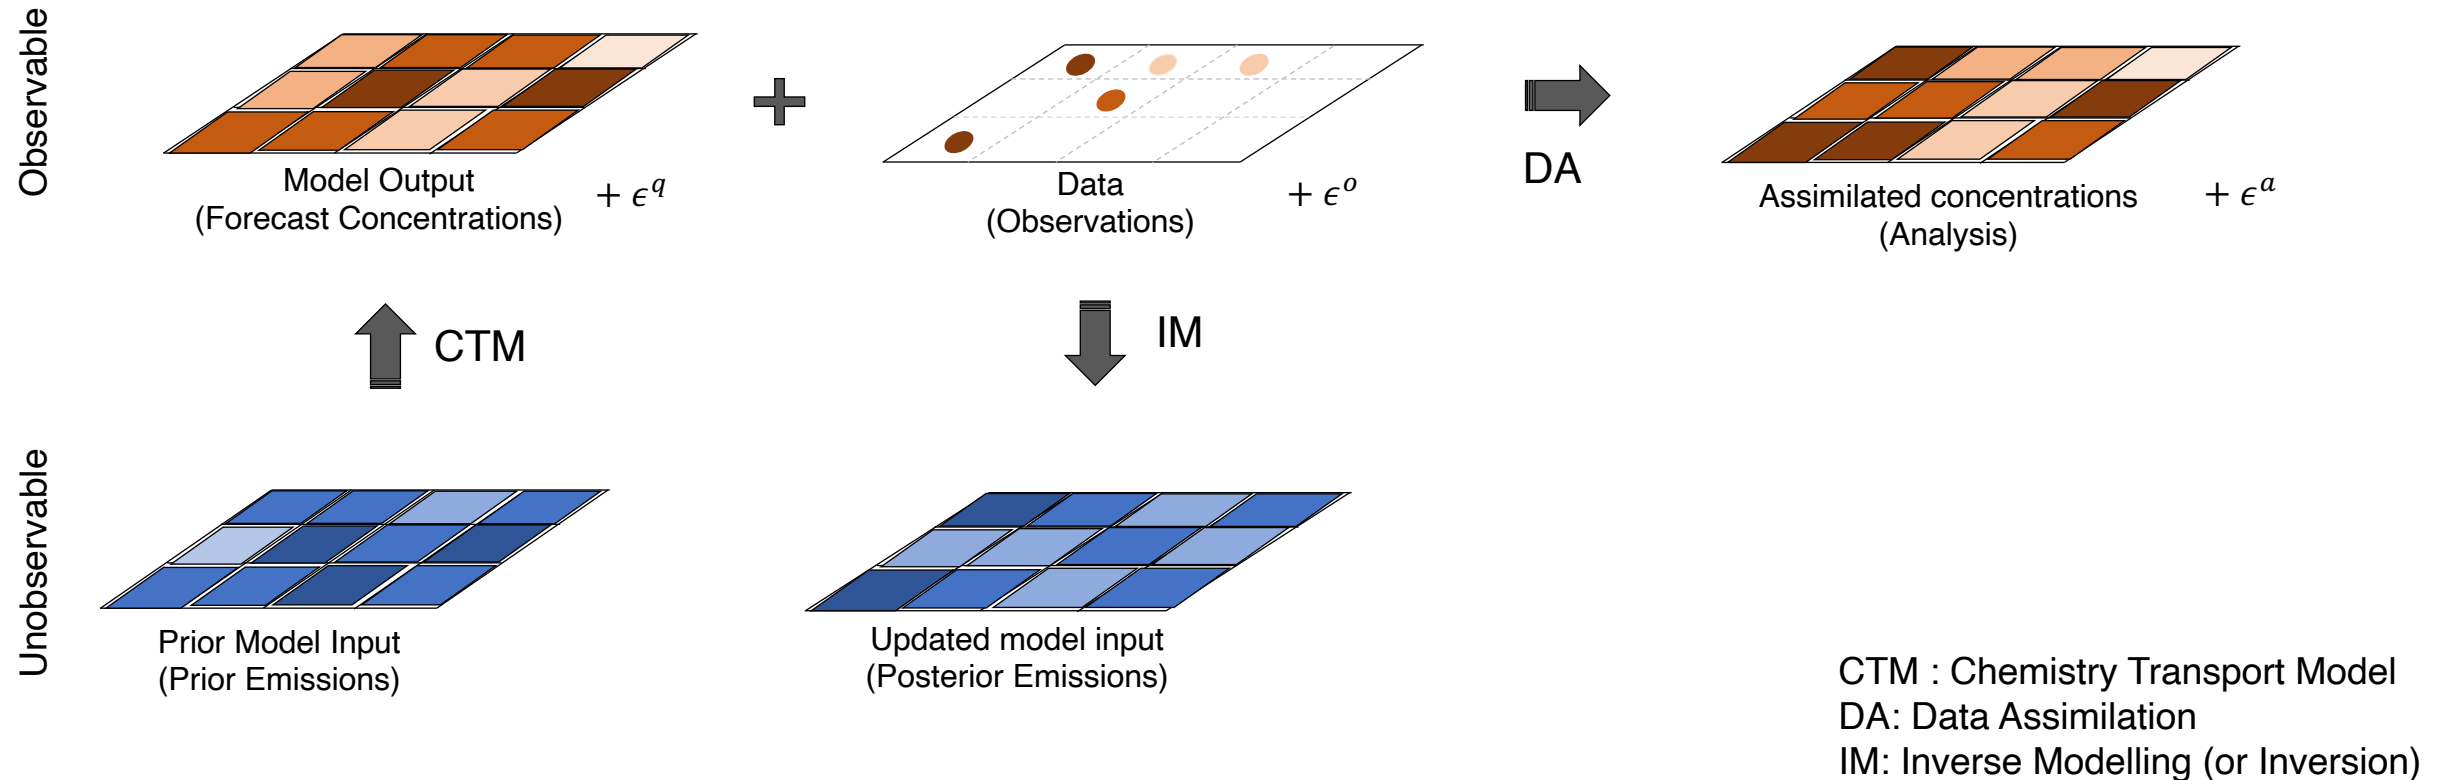 Observable
Model Output
(Forecast Concentrations)
+ ϵ^q
Data
(Observations)
+ ϵ^o
DA
Assimilated concentrations
(Analysis)
+ ϵ^a
CTM
IM
Unobservable
Prior Model Input
(Prior Emissions)
Updated model input
(Posterior Emissions)
CTM : Chemistry Transport Model
DA: Data Assimilation
IM: Inverse Modelling (or Inversion)